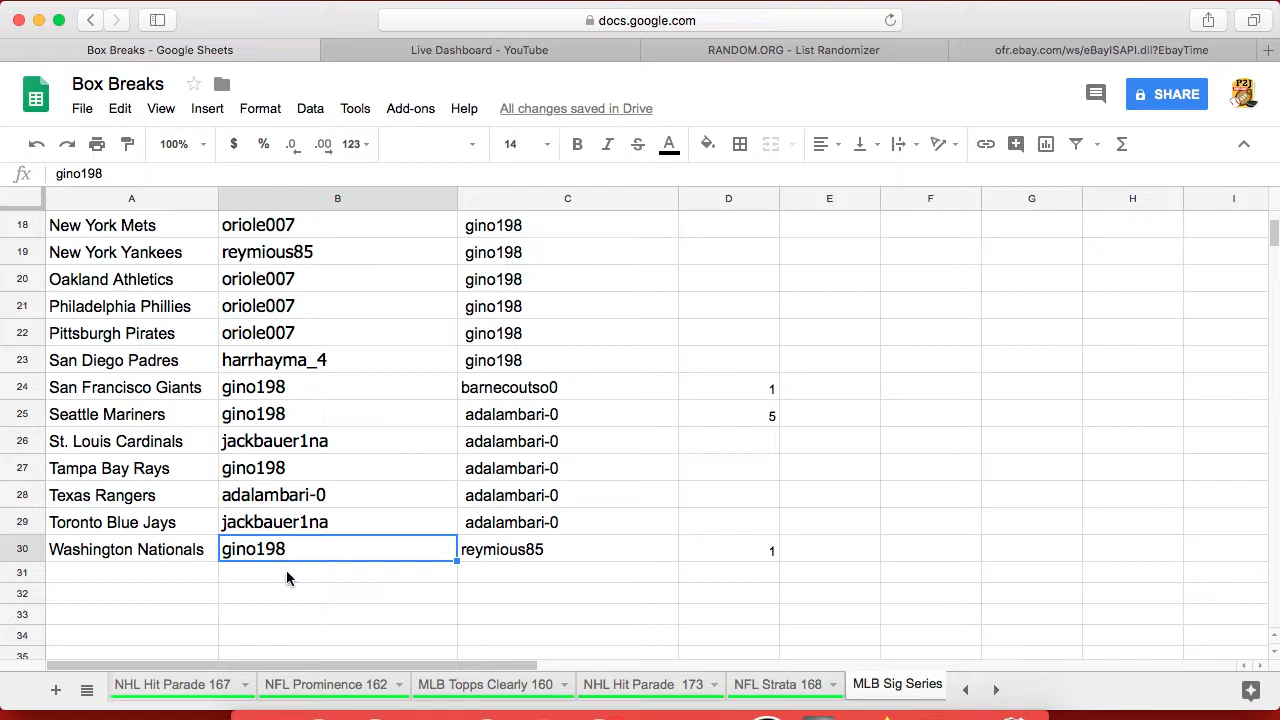 docs.google.com
Box Breaks - Google Sheets Live Dashboard - YouTube RANDOM.ORG - List Randomizer ofr.ebay.com/ws/eBayISAPI.dll?EbayTime
Box Breaks
P2J
SHARE
File Edit View Insert Format Data Tools Add-ons Help All changes saved in Drive
100% $ % .0 .00 123 14 B I S A Σ
fx gino198
A B C D E F G H I
18 New York Mets oriole007 gino198
19 New York Yankees reymious85 gino198
20 Oakland Athletics oriole007 gino198
21 Philadelphia Phillies oriole007 gino198
22 Pittsburgh Pirates oriole007 gino198
23 San Diego Padres harrhayma_4 gino198
24 San Francisco Giants gino198 barnecoutso0 1
25 Seattle Mariners gino198 adalambari-0 5
26 St. Louis Cardinals jackbauer1na adalambari-0
27 Tampa Bay Rays gino198 adalambari-0
28 Texas Rangers adalambari-0 adalambari-0
29 Toronto Blue Jays jackbauer1na adalambari-0
30 Washington Nationals gino198 reymious85 1
31
32
33
34
35
NHL Hit Parade 167 NFL Prominence 162 MLB Topps Clearly 160 NHL Hit Parade 173 NFL Strata 168 MLB Sig Series